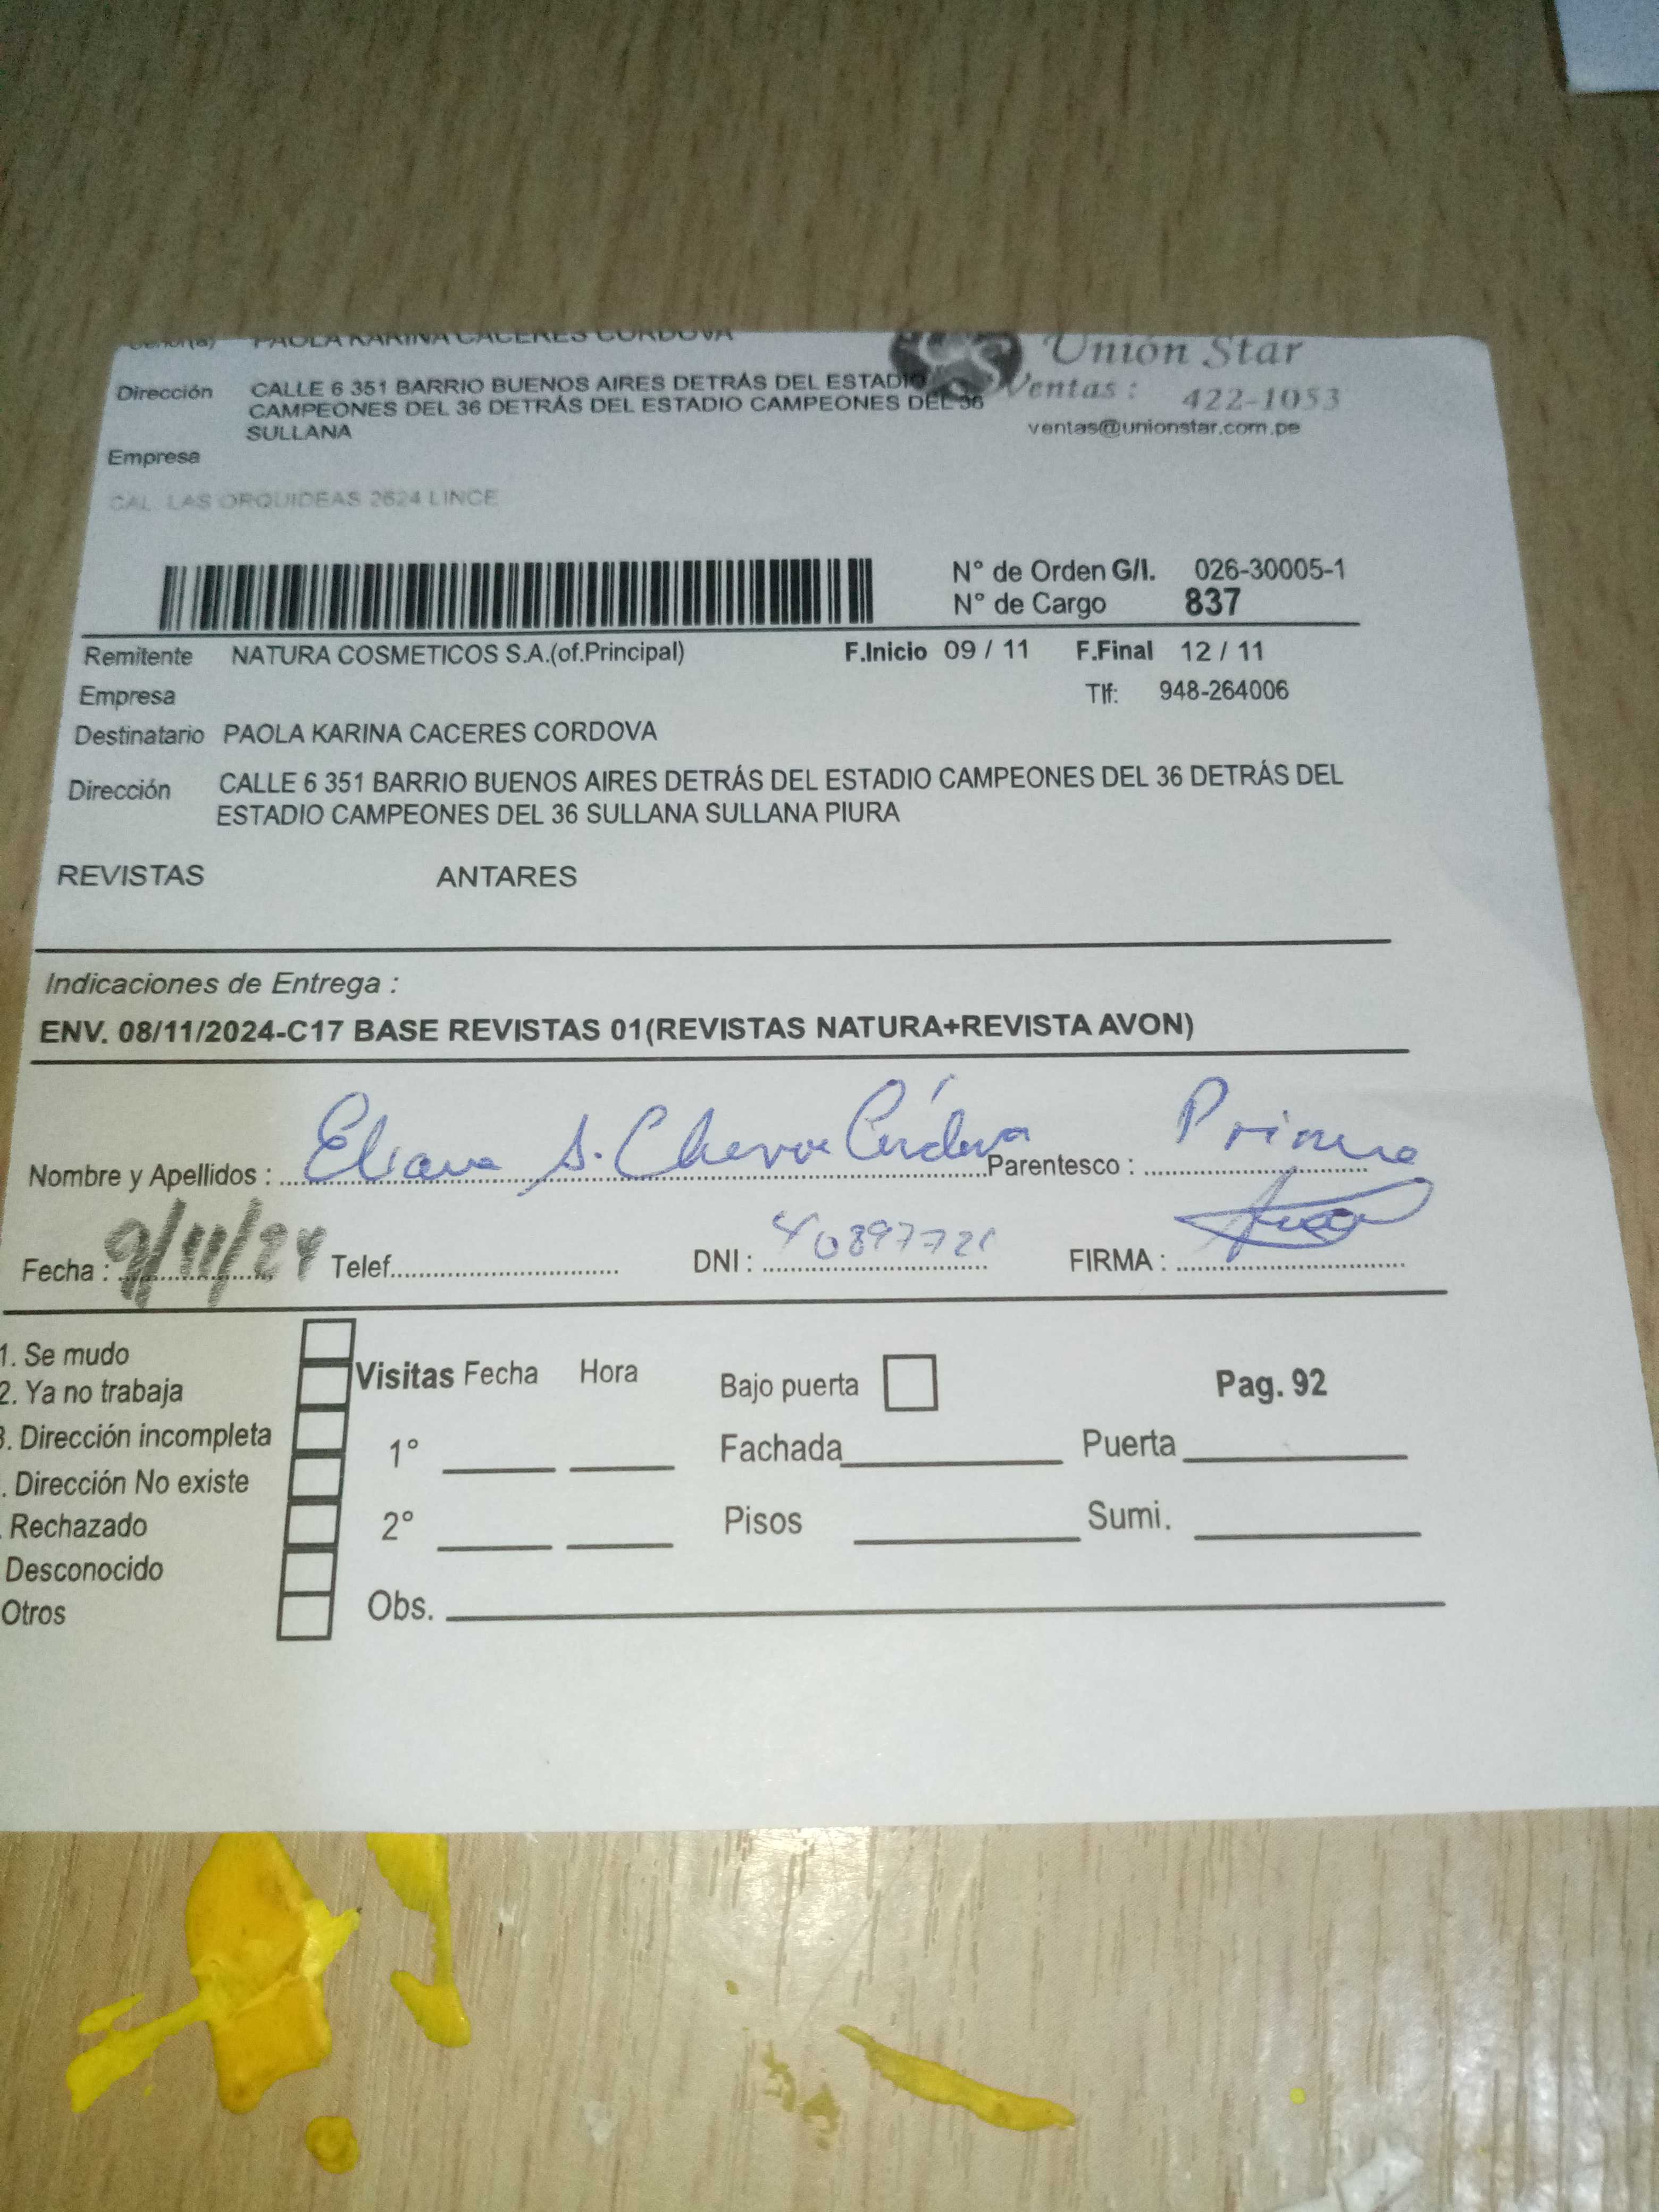 Señor(a) PAOLA KARINA CACERES CORDOVA
Unión Star
Dirección CALLE 6 351 BARRIO BUENOS AIRES DETRÁS DEL ESTADIO
CAMPEONES DEL 36 DETRÁS DEL ESTADIO CAMPEONES DEL 36
SULLANA
Ventas : 422-1053
ventas@unionstar.com.pe
Empresa
CAL. LAS ORQUIDEAS 2624 LINCE
N° de Orden G/I. 026-30005-1
N° de Cargo 837
Remitente NATURA COSMETICOS S.A.(of.Principal) F.Inicio 09 / 11 F.Final 12 / 11
Empresa Tlf: 948-264006
Destinatario PAOLA KARINA CACERES CORDOVA
Dirección CALLE 6 351 BARRIO BUENOS AIRES DETRÁS DEL ESTADIO CAMPEONES DEL 36 DETRÁS DEL
ESTADIO CAMPEONES DEL 36 SULLANA SULLANA PIURA
REVISTAS ANTARES
Indicaciones de Entrega :
ENV. 08/11/2024-C17 BASE REVISTAS 01(REVISTAS NATURA+REVISTA AVON)
Nombre y Apellidos : Eliana S. Córdova Parentesco :
Fecha : 9/11/24 Telef. DNI : FIRMA :
1. Se mudo
2. Ya no trabaja
3. Dirección incompleta
. Dirección No existe
. Rechazado
Desconocido
Otros
Visitas Fecha Hora
1°
2°
Obs.
Bajo puerta Pag. 92
Fachada Puerta
Pisos Sumi.